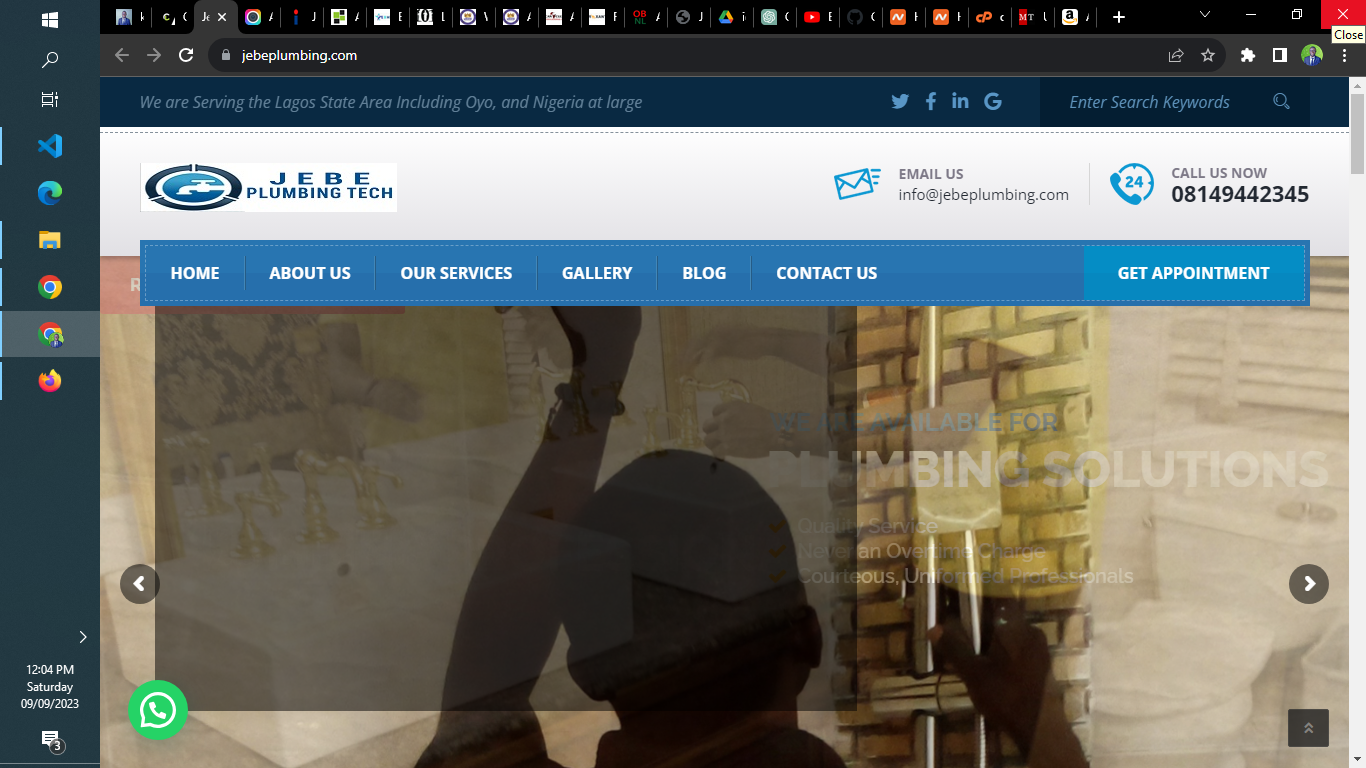 Close
jebeplumbing.com
We are Serving the Lagos State Area Including Oyo, and Nigeria at large
Enter Search Keywords
JEBE
PLUMBING TECH
EMAIL US
info@jebeplumbing.com
24
CALL US NOW
08149442345
HOME
ABOUT US
OUR SERVICES
GALLERY
BLOG
CONTACT US
GET APPOINTMENT
WE ARE AVAILABLE FOR
PLUMBING SOLUTIONS
Quality Service
Never an Overtime Charge
Courteous, Uniformed Professionals
12:04 PM
Saturday
09/09/2023
3